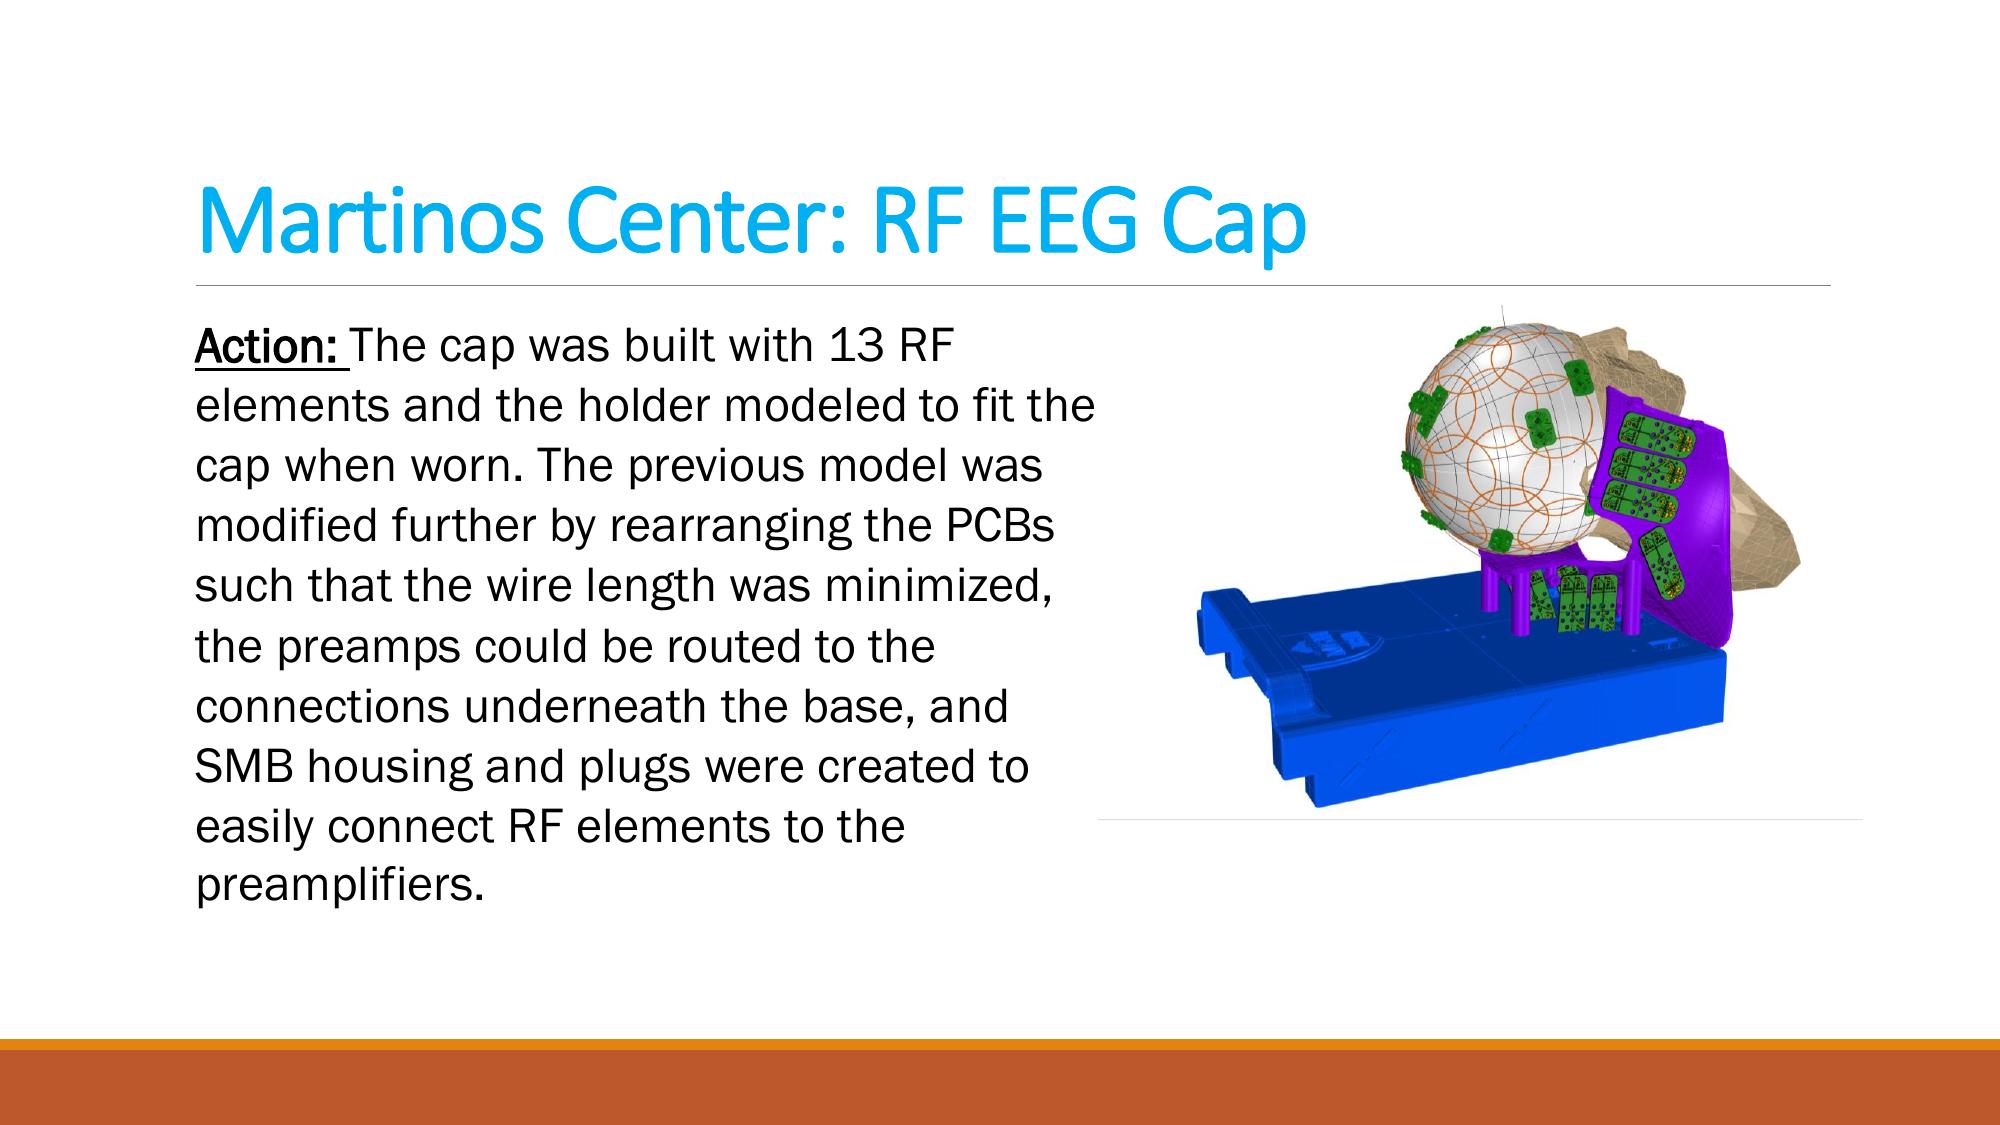 Martinos Center: RF EEG Cap
Action: The cap was built with 13 RF
elements and the holder modeled to fit the
cap when worn. The previous model was
modified further by rearranging the PCBs
such that the wire length was minimized,
the preamps could be routed to the
connections underneath the base, and
SMB housing and plugs were created to
easily connect RF elements to the
preamplifiers.